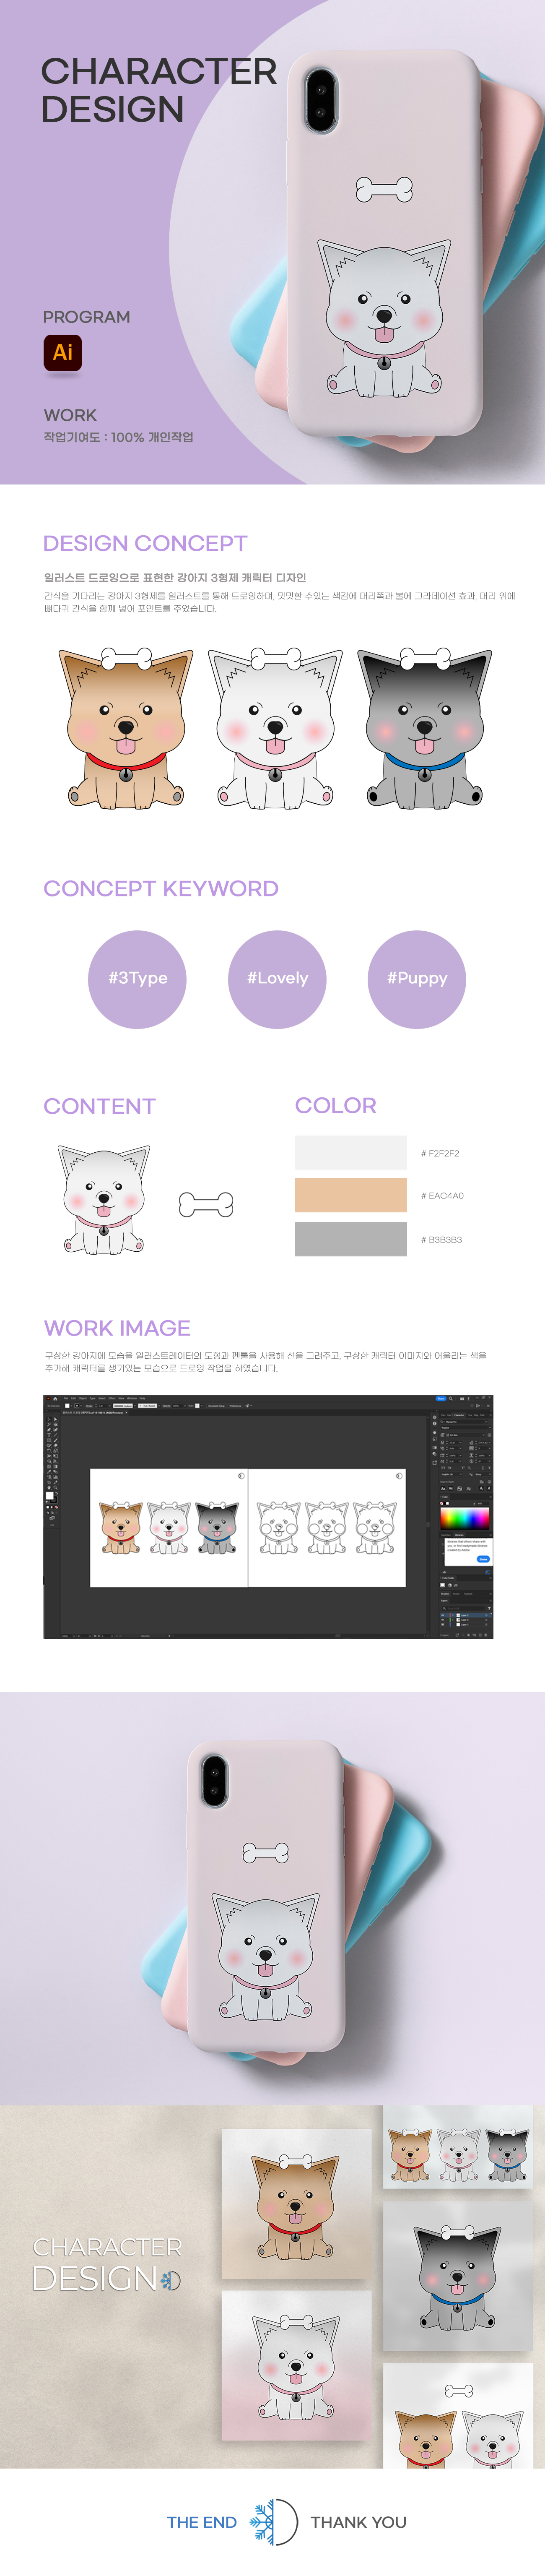 CHARACTER
DESIGN
PROGRAM
Ai
WORK
작업기여도 : 100% 개인작업
DESIGN CONCEPT
일러스트 드로잉으로 표현한 강아지 3형제 캐릭터 디자인
간식을 기다리는 강아지 3형제를 일러스트를 통해 드로잉하며, 밋밋할 수있는 색감에 머리쪽과 볼에 그라데이션 효과, 머리 위에
뼈다귀 간식을 함께 넣어 포인트를 주었습니다.
CONCEPT KEYWORD
#3Type
#Lovely
#Puppy
CONTENT
COLOR
# F2F2F2
# EAC4A0
# B3B3B3
WORK IMAGE
구상한 강아지에 모습을 일러스트레이터의 도형과 펜툴을 사용해 선을 그려주고, 구상한 캐릭터 이미지와 어울리는 색을
추가해 캐릭터를 생기있는 모습으로 드로잉 작업을 하였습니다.
CHARACTER
DESIGN
THE END
THANK YOU